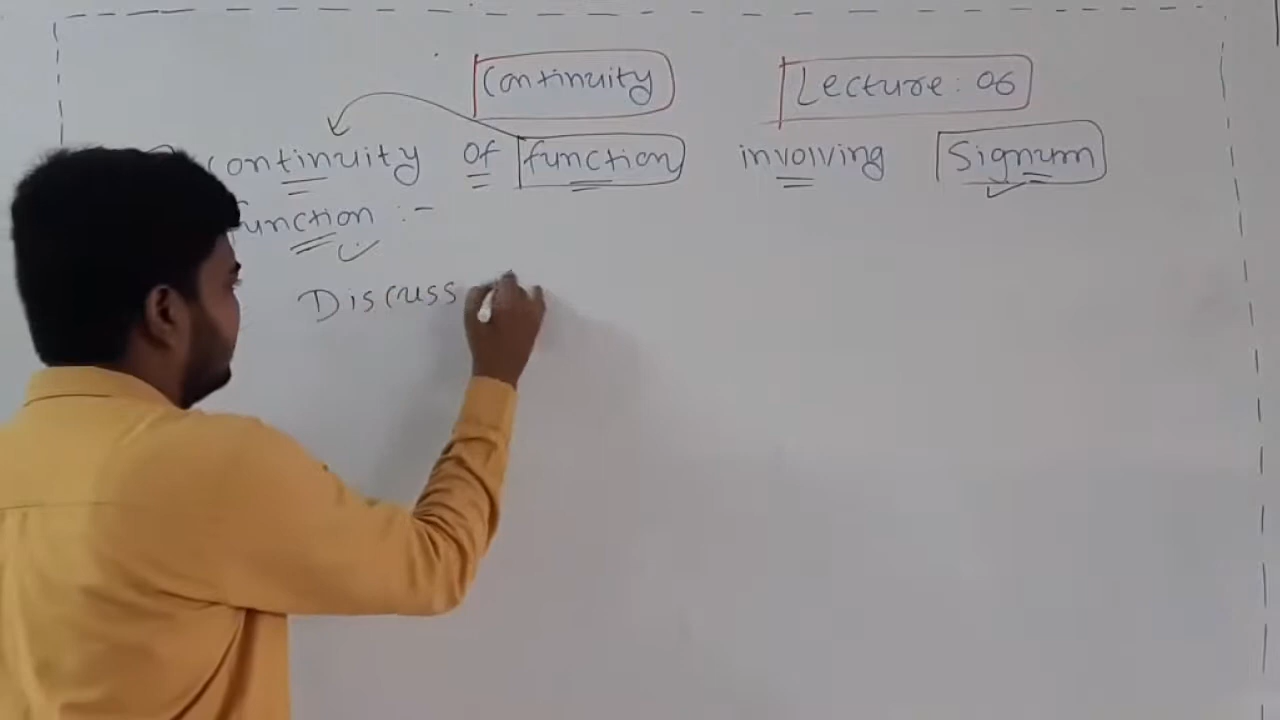 Continuity
Lecture: 06
continuity of function involving Signum
function :-
Discuss